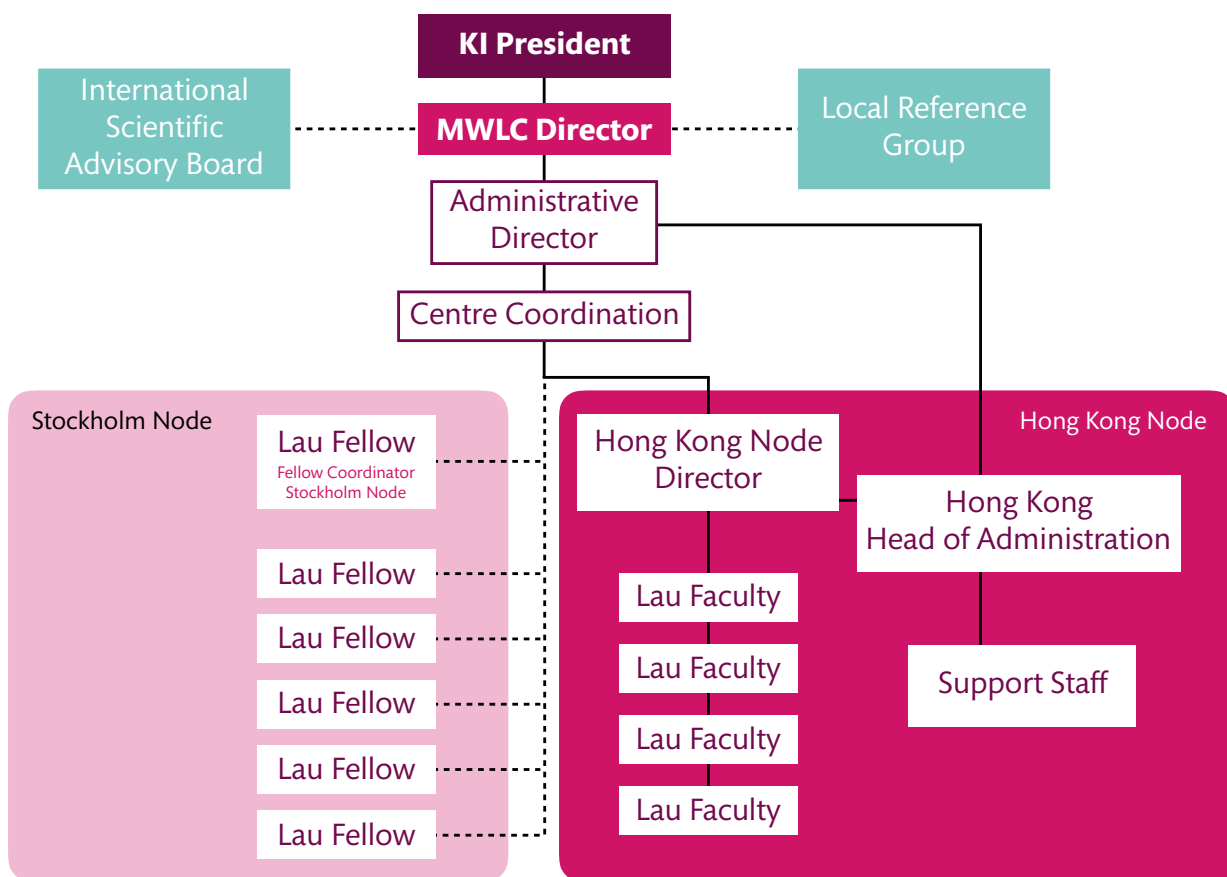 KI President
International
Scientific
Advisory Board
MWLC Director
Local Reference
Group
Administrative
Director
Centre Coordination
Stockholm Node
Lau Fellow
Fellow Coordinator
Stockholm Node
Lau Fellow
Lau Fellow
Lau Fellow
Lau Fellow
Lau Fellow
Hong Kong Node
Hong Kong Node
Director
Hong Kong
Head of Administration
Lau Faculty
Lau Faculty
Lau Faculty
Lau Faculty
Support Staff